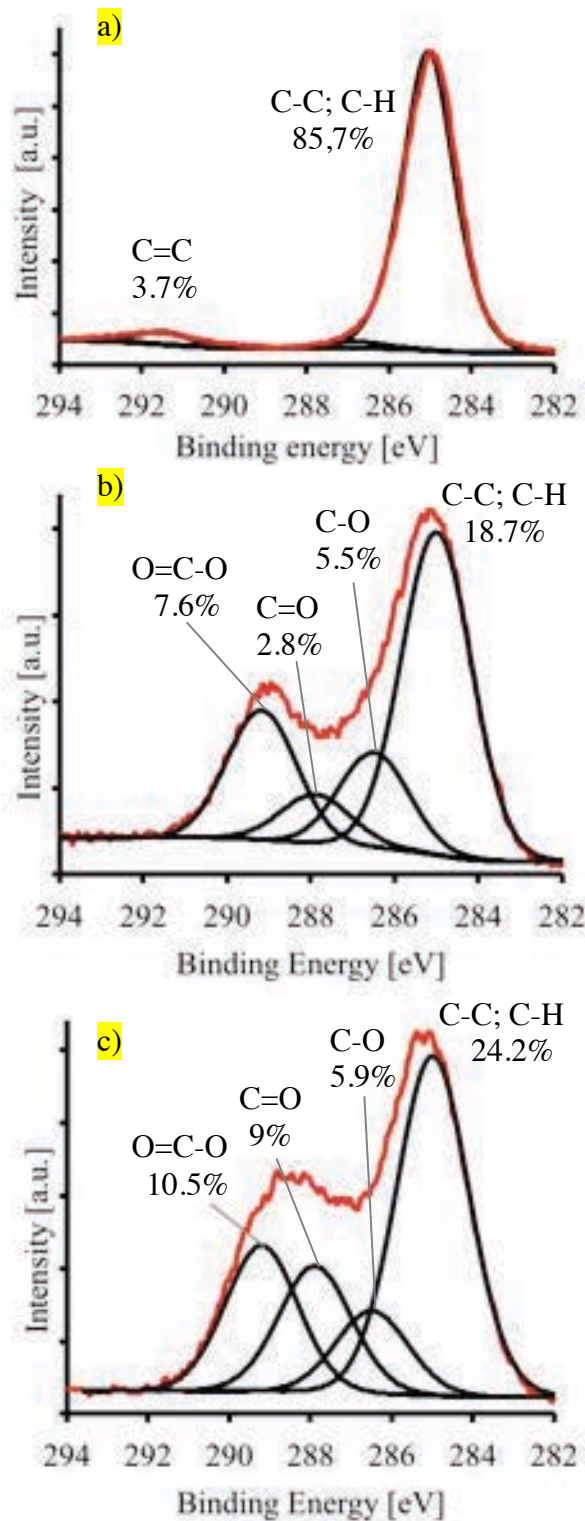 a)
C-C; C-H
85,7%
C=C
3.7%
Intensity [a.u.]
294 292 290 288 286 284 282
Binding energy [eV]
b)
C-C; C-H
18.7%
C-O
5.5%
O=C-O
7.6%
C=O
2.8%
Intensity [a.u.]
294 292 290 288 286 284 282
Binding Energy [eV]
c)
C-C; C-H
24.2%
C-O
5.9%
C=O
9%
O=C-O
10.5%
Intensity [a.u.]
294 292 290 288 286 284 282
Binding Energy [eV]